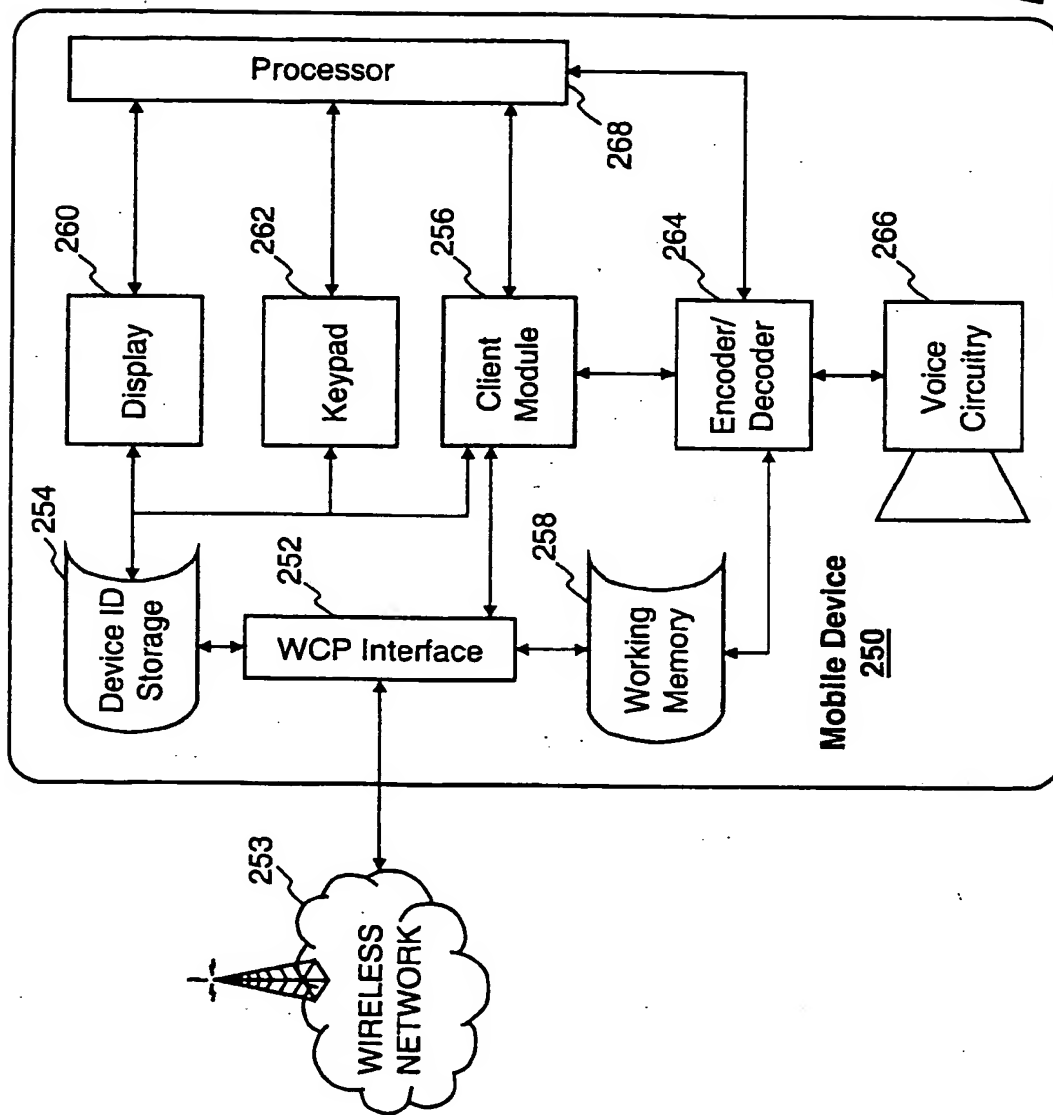 253
WIRELESS
NETWORK
254
Device ID
Storage
252
WCP Interface
258
Working
Memory
Mobile Device
250
260
Display
262
Keypad
256
Client
Module
264
Encoder/
Decoder
266
Voice
Circuitry
Processor
268